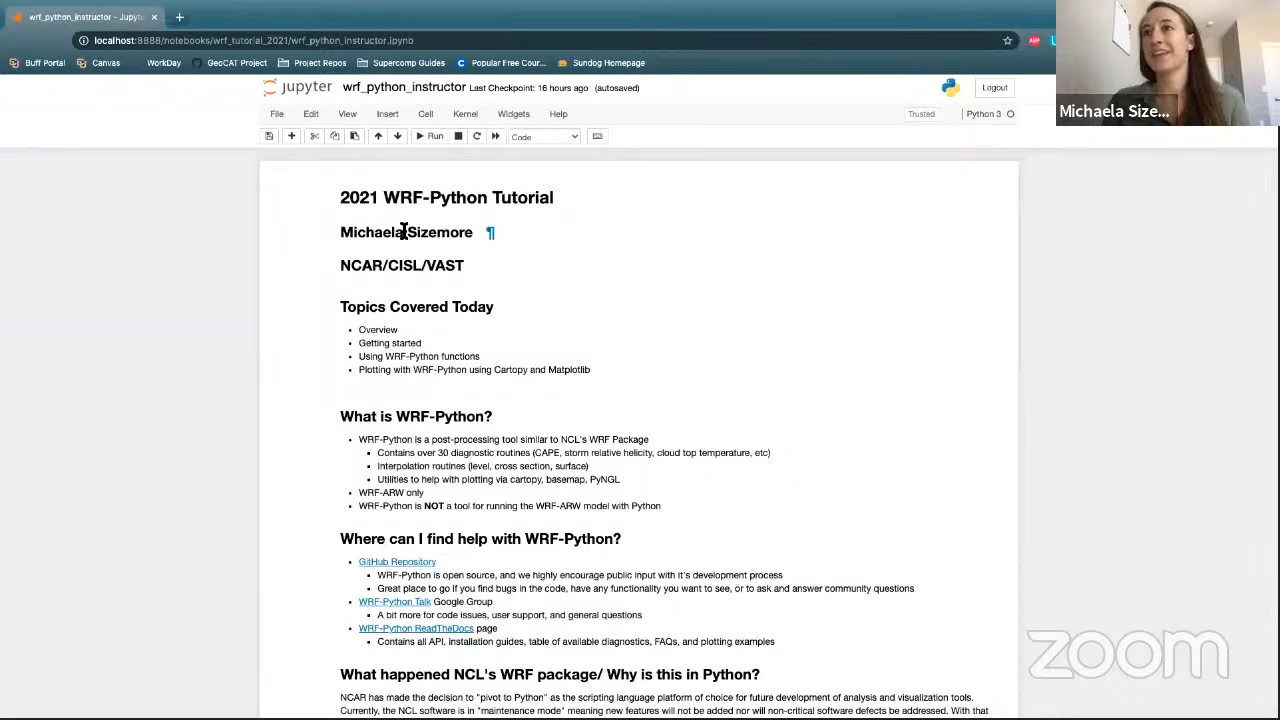 wrf_python_instructor - Jupyte
localhost:8888/notebooks/wrf_tutorial_2021/wrf_python_instructor.ipynb
Buff Portal Canvas WorkDay GeoCAT Project Project Repos Supercomp Guides Popular Free Cour... Sundog Homepage
jupyter wrf_python_instructor Last Checkpoint: 16 hours ago (autosaved) Logout
File Edit View Insert Cell Kernel Widgets Help Trusted Python 3
Run Code
Michaela Size...
2021 WRF-Python Tutorial
Michaela Sizemore ¶
NCAR/CISL/VAST
Topics Covered Today
• Overview
• Getting started
• Using WRF-Python functions
• Plotting with WRF-Python using Cartopy and Matplotlib
What is WRF-Python?
• WRF-Python is a post-processing tool similar to NCL's WRF Package
▪ Contains over 30 diagnostic routines (CAPE, storm relative helicity, cloud top temperature, etc)
▪ Interpolation routines (level, cross section, surface)
▪ Utilities to help with plotting via cartopy, basemap, PyNGL
• WRF-ARW only
• WRF-Python is NOT a tool for running the WRF-ARW model with Python
Where can I find help with WRF-Python?
• GitHub Repository
▪ WRF-Python is open source, and we highly encourage public input with it's development process
▪ Great place to go if you find bugs in the code, have any functionality you want to see, or to ask and answer community questions
• WRF-Python Talk Google Group
▪ A bit more for code issues, user support, and general questions
• WRF-Python ReadTheDocs page
▪ Contains all API, installation guides, table of available diagnostics, FAQs, and plotting examples
zoom
What happened NCL's WRF package/ Why is this in Python?
NCAR has made the decision to "pivot to Python" as the scripting language platform of choice for future development of analysis and visualization tools.
Currently, the NCL software is in "maintenance mode" meaning new features will not be added nor will non-critical software defects be addressed. With that